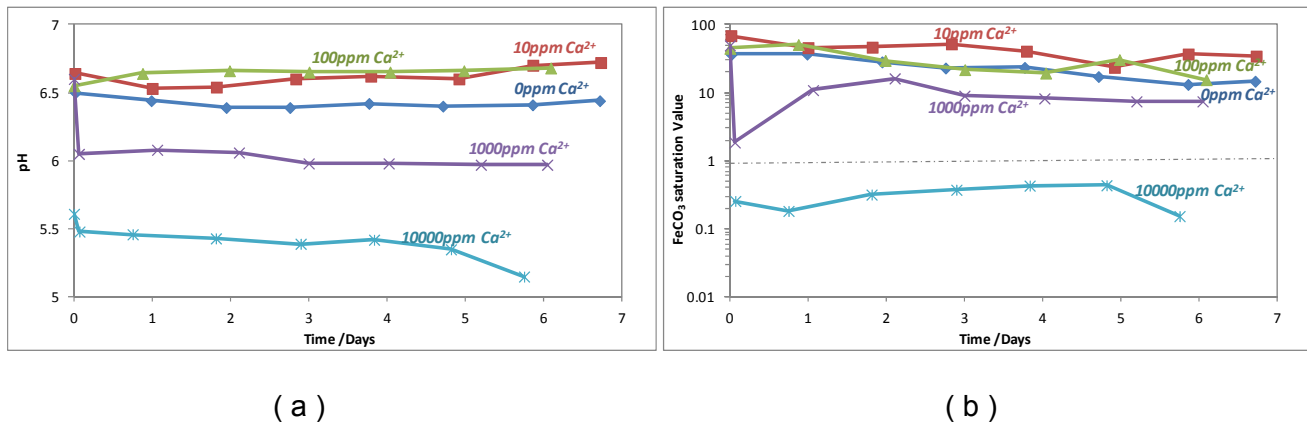 7
6.5
6
5.5
5
pH
100ppm Ca²⁺
10ppm Ca²⁺
0ppm Ca²⁺
1000ppm Ca²⁺
10000ppm Ca²⁺
0 1 2 3 4 5 6 7
Time /Days
( a )
100
10
1
0.1
0.01
FeCO₃ saturation Value
10ppm Ca²⁺
100ppm Ca²⁺
0ppm Ca²⁺
1000ppm Ca²⁺
10000ppm Ca²⁺
0 1 2 3 4 5 6 7
Time /Days
( b )